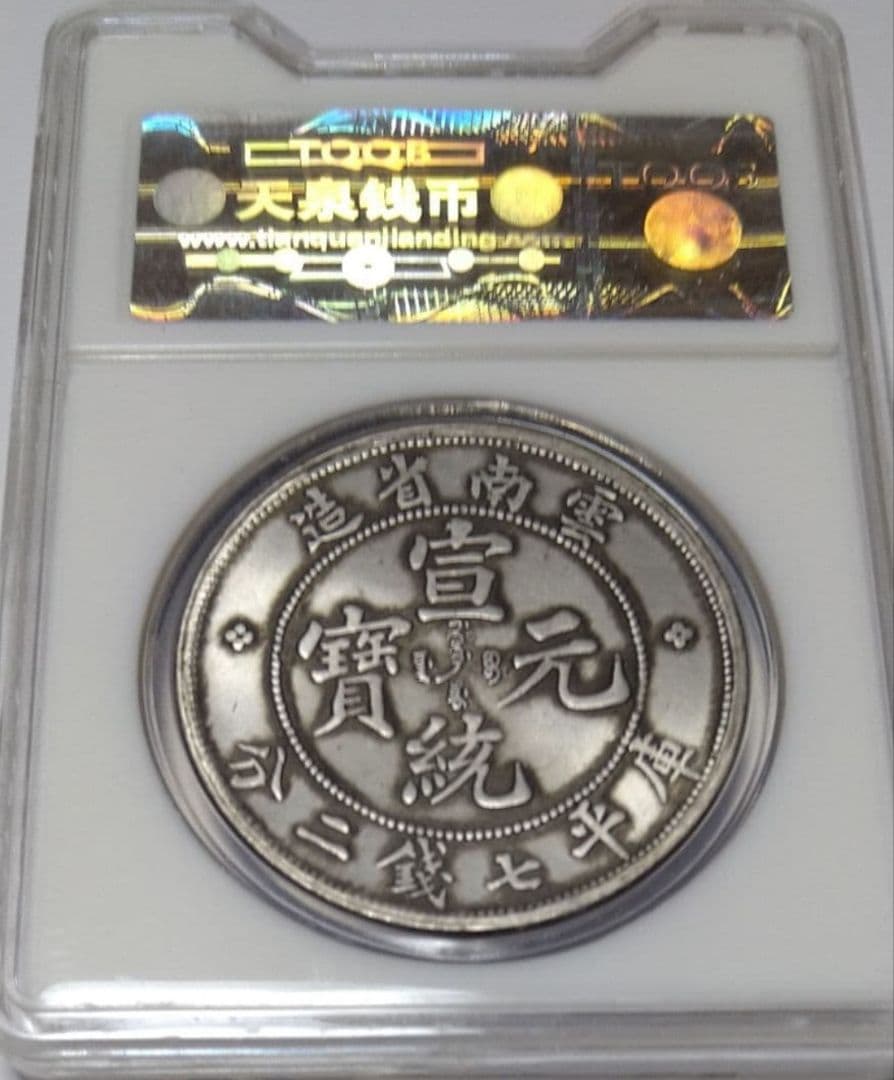 TQQB
天泉钱币
www.tianquanjianding.com
TQQB
雲南省造
宣統元寶
庫平七錢二分